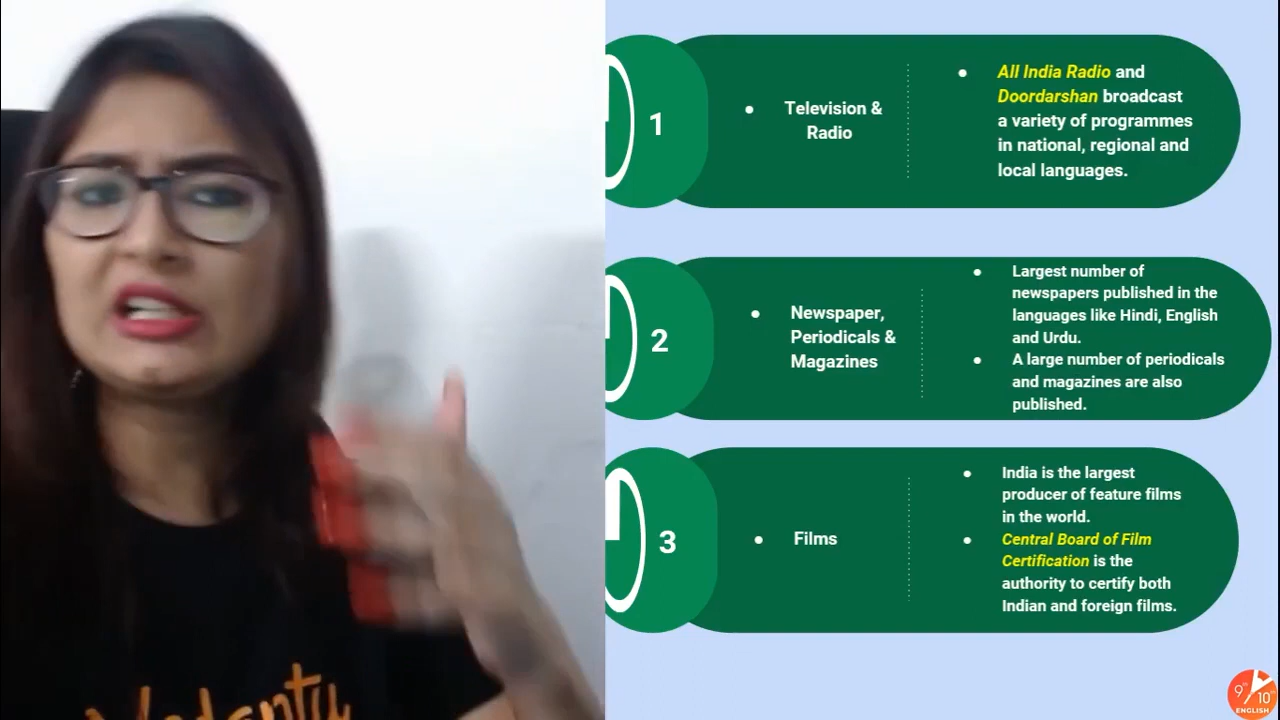 1
Television &
Radio
All India Radio and
Doordarshan broadcast
a variety of programmes
in national, regional and
local languages.
2
Newspaper,
Periodicals &
Magazines
Largest number of
newspapers published in the
languages like Hindi, English
and Urdu.
A large number of periodicals
and magazines are also
published.
3
Films
India is the largest
producer of feature films
in the world.
Central Board of Film
Certification is the
authority to certify both
Indian and foreign films.
Vedantu
9th 10th
ENGLISH